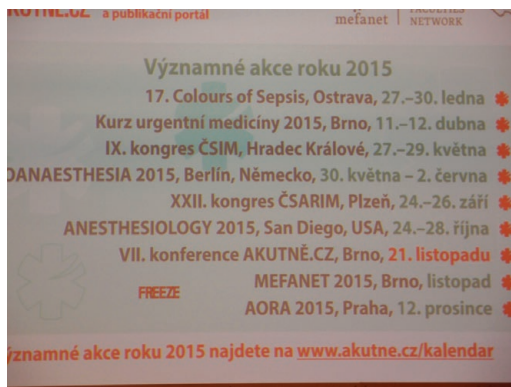 a publikační portál
mefanet
NETWORK
Významné akce roku 2015
17. Colours of Sepsis, Ostrava, 27.–30. ledna
Kurz urgentní medicíny 2015, Brno, 11.–12. dubna
IX. kongres ČSIM, Hradec Králové, 27.–29. května
OANAESTHESIA 2015, Berlín, Německo, 30. května – 2. června
XXII. kongres ČSARIM, Plzeň, 24.–26. září
ANESTHESIOLOGY 2015, San Diego, USA, 24.–28. října
VII. konference AKUTNĚ.CZ, Brno, 21. listopadu
MEFANET 2015, Brno, listopad
FREEZE
AORA 2015, Praha, 12. prosince
ýznamné akce roku 2015 najdete na www.akutne.cz/kalendar